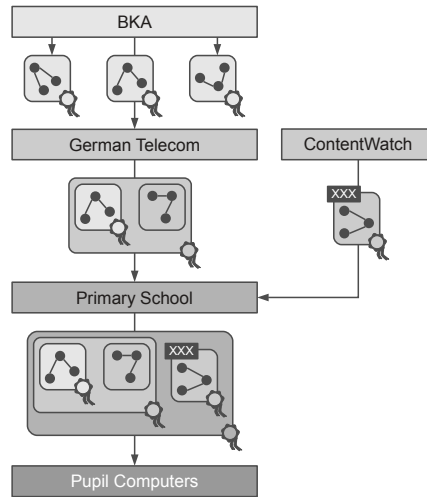 BKA
German Telecom
ContentWatch
XXX
Primary School
XXX
Pupil Computers